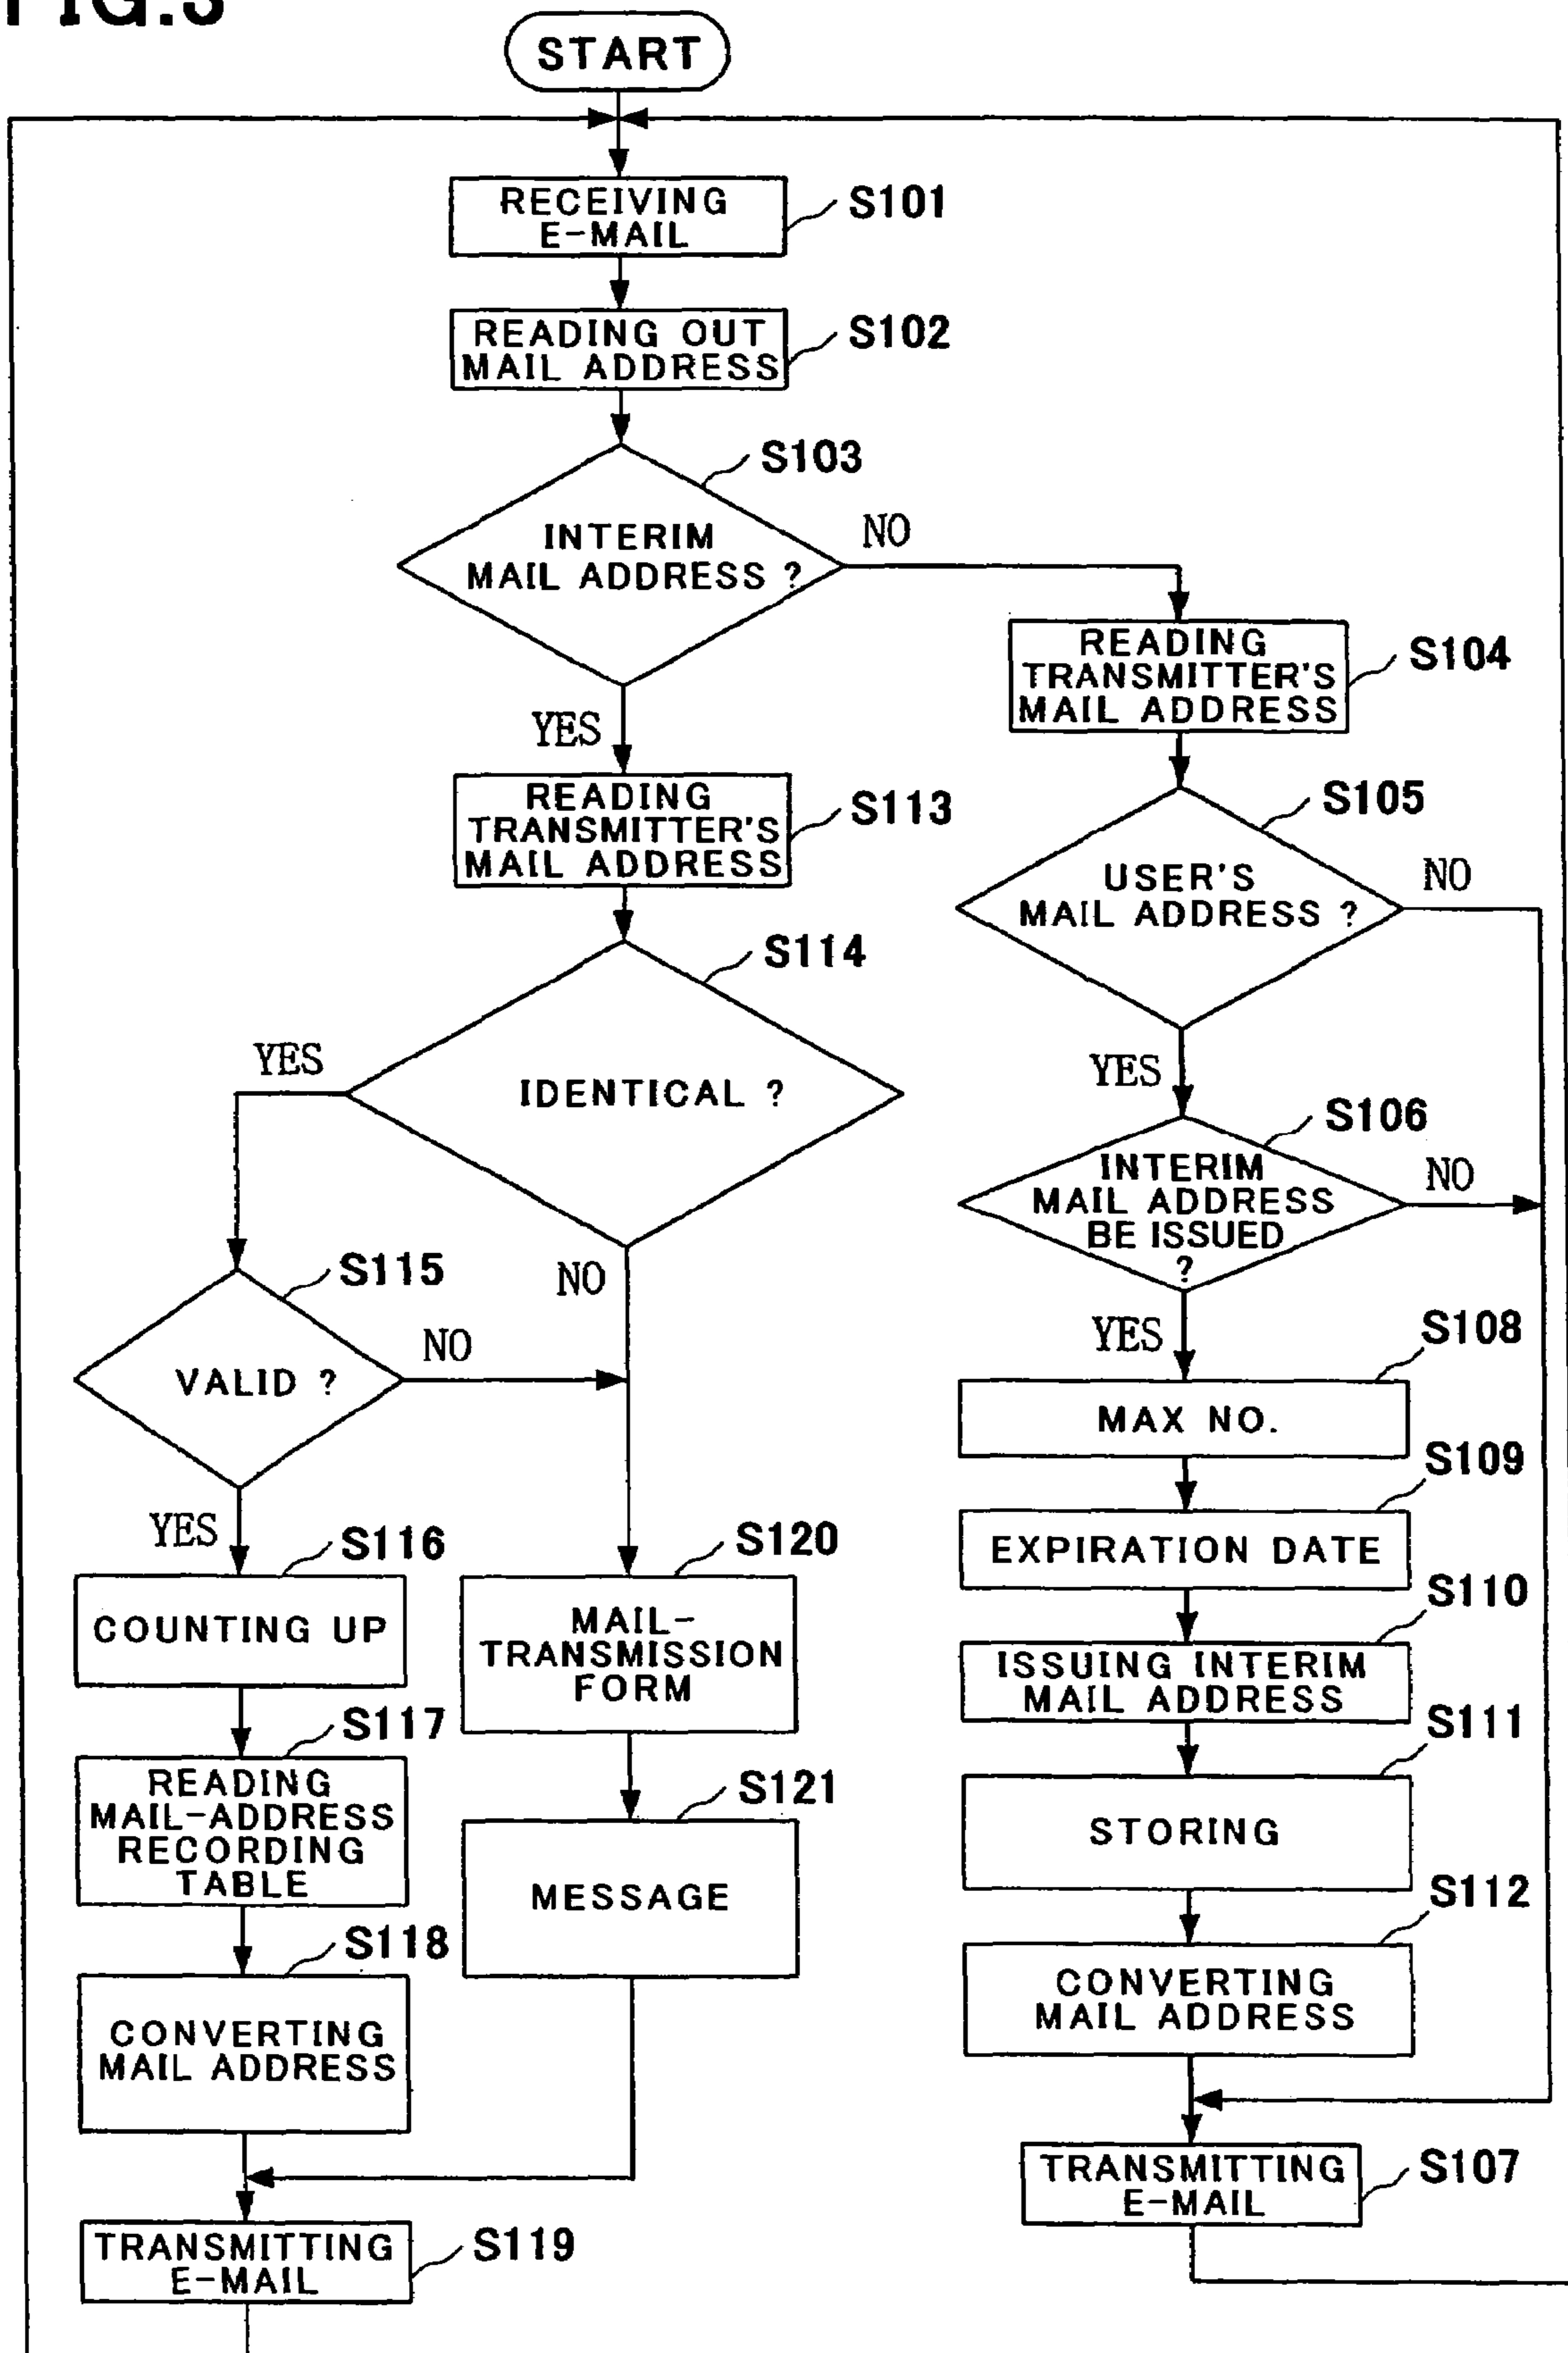 FIG.3
START
RECEIVING
E-MAIL
S101
READING OUT
MAIL ADDRESS
S102
S103
INTERIM
MAIL ADDRESS ?
NO
YES
READING
TRANSMITTER'S
MAIL ADDRESS
S104
READING
TRANSMITTER'S
MAIL ADDRESS
S113
S105
USER'S
MAIL ADDRESS ?
NO
YES
S114
IDENTICAL ?
YES
NO
S106
INTERIM
MAIL ADDRESS
BE ISSUED
?
NO
YES
S115
VALID ?
NO
YES
S108
MAX NO.
S109
EXPIRATION DATE
S110
ISSUING INTERIM
MAIL ADDRESS
S111
STORING
S112
CONVERTING
MAIL ADDRESS
TRANSMITTING
E-MAIL
S107
S116
COUNTING UP
S117
READING
MAIL-ADDRESS
RECORDING
TABLE
S118
CONVERTING
MAIL ADDRESS
S120
MAIL-
TRANSMISSION
FORM
S121
MESSAGE
TRANSMITTING
E-MAIL
S119